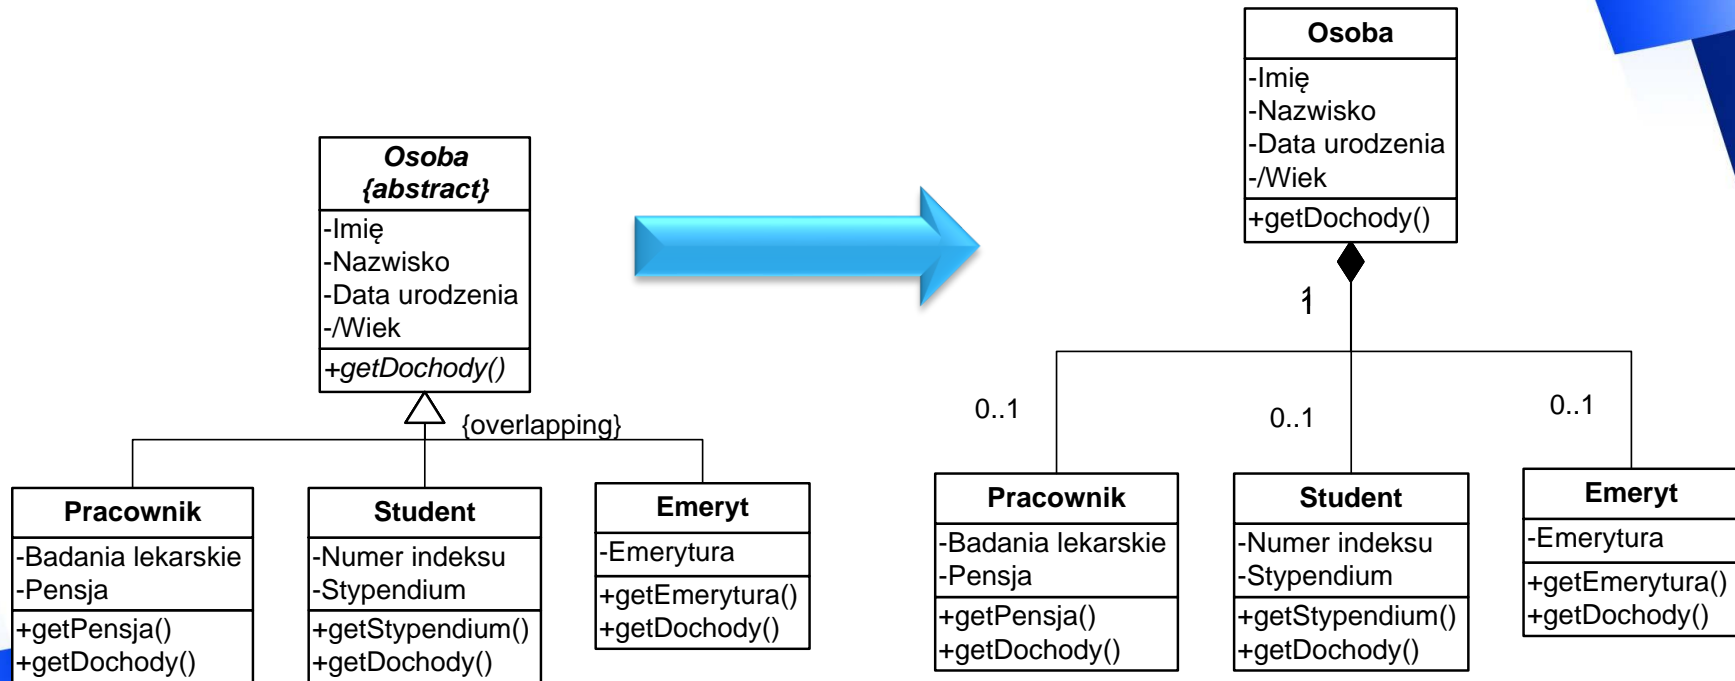 Osoba
{abstract}
-Imię
-Nazwisko
-Data urodzenia
-/Wiek
+getDochody()
{overlapping}
Pracownik
-Badania lekarskie
-Pensja
+getPensja()
+getDochody()
Student
-Numer indeksu
-Stypendium
+getStypendium()
+getDochody()
Emeryt
-Emerytura
+getEmerytura()
+getDochody()
Osoba
-Imię
-Nazwisko
-Data urodzenia
-/Wiek
+getDochody()
1
1
0..1
0..1
0..1
Pracownik
-Badania lekarskie
-Pensja
+getPensja()
+getDochody()
Student
-Numer indeksu
-Stypendium
+getStypendium()
+getDochody()
Emeryt
-Emerytura
+getEmerytura()
+getDochody()